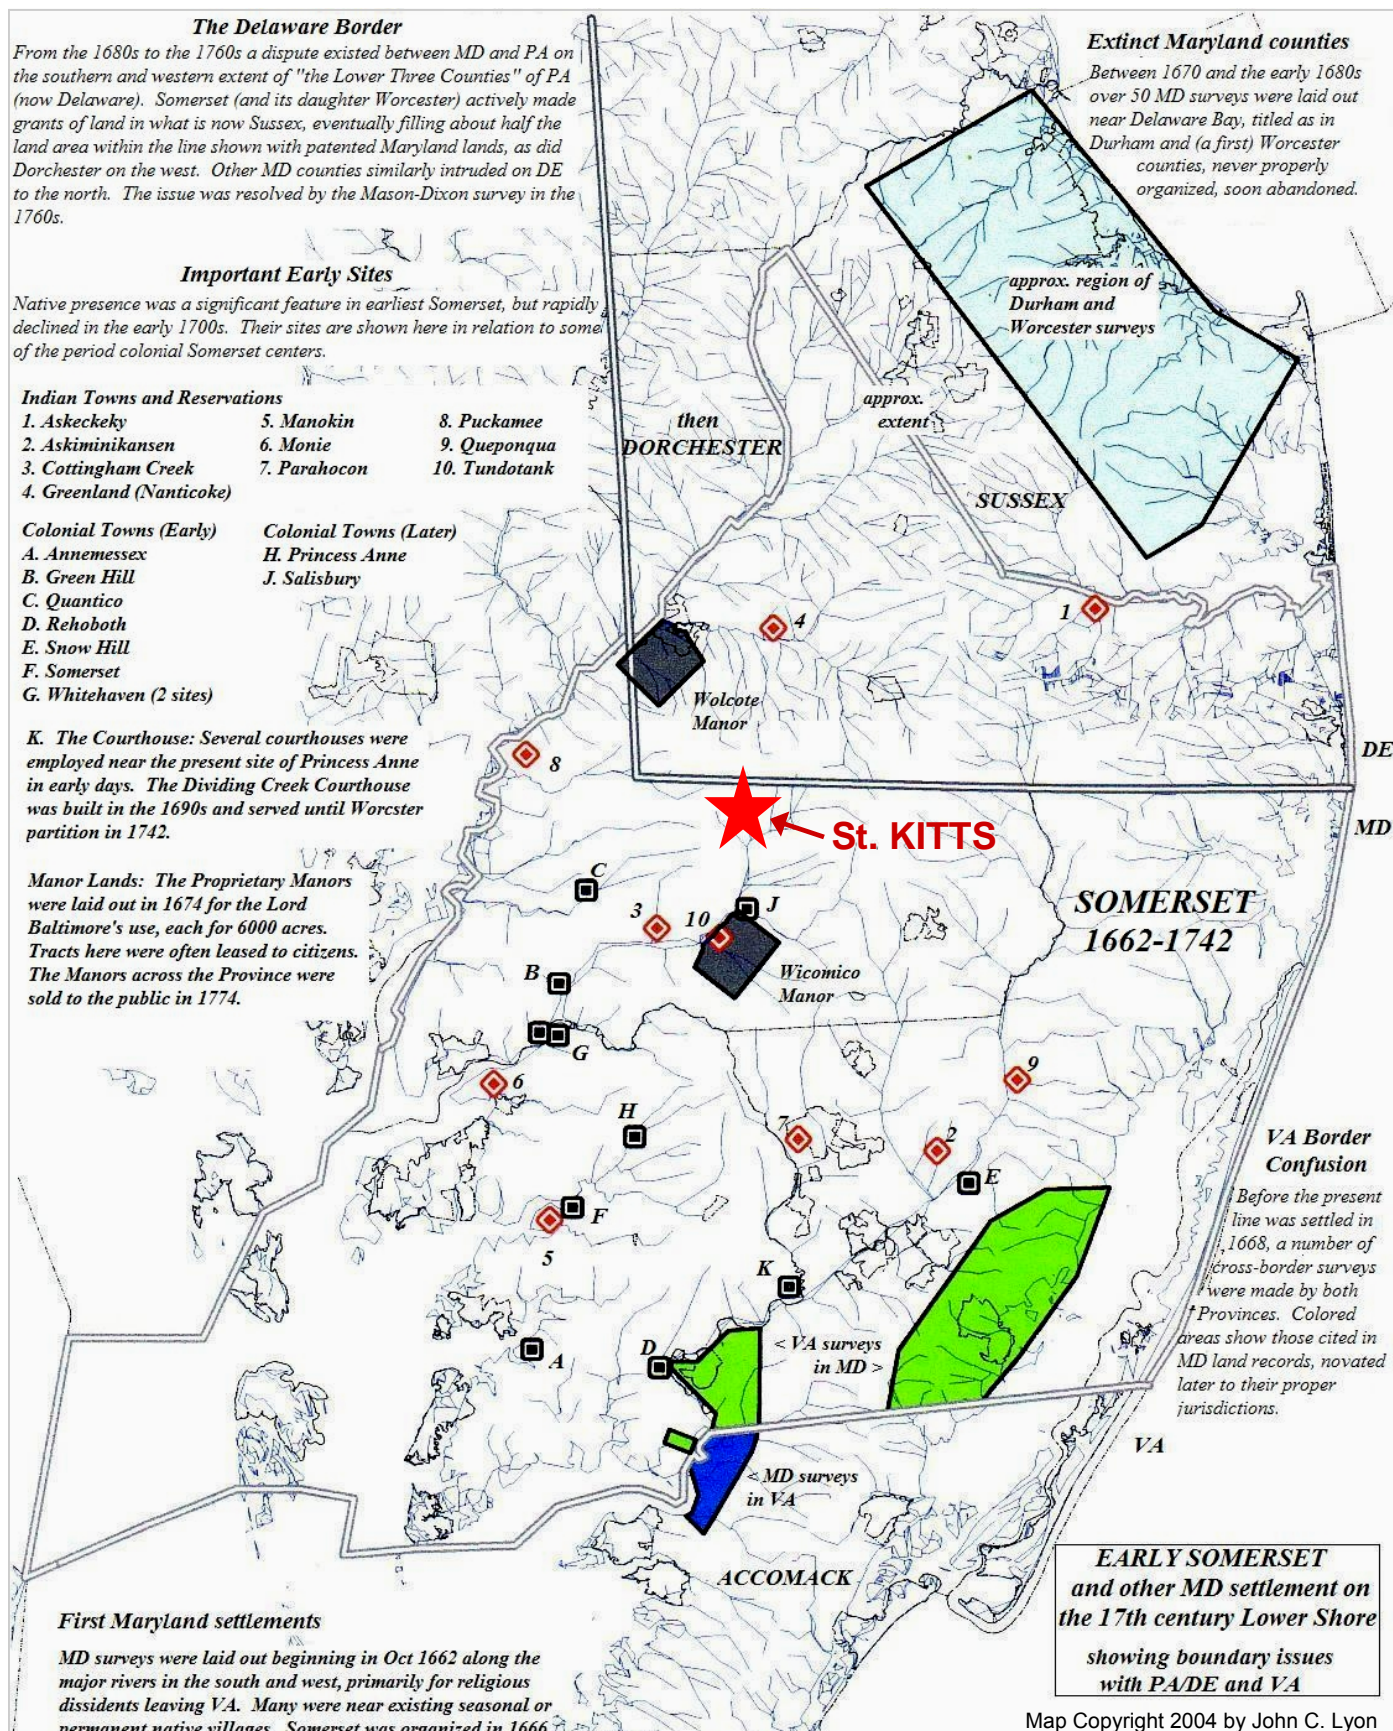 The Delaware Border
From the 1680s to the 1760s a dispute existed between MD and PA on
the southern and western extent of "the Lower Three Counties" of PA
(now Delaware). Somerset (and its daughter Worcester) actively made
grants of land in what is now Sussex, eventually filling about half the
land area within the line shown with patented Maryland lands, as did
Dorchester on the west. Other MD counties similarly intruded on DE
to the north. The issue was resolved by the Mason-Dixon survey in the
1760s.
Extinct Maryland counties
Between 1670 and the early 1680s
over 50 MD surveys were laid out
near Delaware Bay, titled as in
Durham and (a first) Worcester
counties, never properly
organized, soon abandoned.
Important Early Sites
Native presence was a significant feature in earliest Somerset, but rapidly
declined in the early 1700s. Their sites are shown here in relation to some
of the period colonial Somerset centers.
Indian Towns and Reservations
1. Askeckeky
2. Askiminikansen
3. Cottingham Creek
4. Greenland (Nanticoke)
5. Manokin
6. Monie
7. Parahocon
8. Puckamee
9. Queponqua
10. Tundotank
Colonial Towns (Early)
A. Annemessex
B. Green Hill
C. Quantico
D. Rehoboth
E. Snow Hill
F. Somerset
G. Whitehaven (2 sites)
Colonial Towns (Later)
H. Princess Anne
J. Salisbury
K. The Courthouse: Several courthouses were
employed near the present site of Princess Anne
in early days. The Dividing Creek Courthouse
was built in the 1690s and served until Worcster
partition in 1742.
Manor Lands: The Proprietary Manors
were laid out in 1674 for the Lord
Baltimore's use, each for 6000 acres.
Tracts here were often leased to citizens.
The Manors across the Province were
sold to the public in 1774.
approx. region of
Durham and
Worcester surveys
approx.
extent
then
DORCHESTER
SUSSEX
1
4
Wolcote
Manor
8
DE
MD
St. KITTS
C
3
10
J
SOMERSET
1662-1742
B
Wicomico
Manor
G
6
9
H
7
2
E
F
5
K
A
D
VA Border
Confusion
Before the present
line was settled in
1668, a number of
cross-border surveys
were made by both
Provinces. Colored
areas show those cited in
MD land records, novated
later to their proper
jurisdictions.
< VA surveys
in MD >
VA
< MD surveys
in VA
ACCOMACK
First Maryland settlements
MD surveys were laid out beginning in Oct 1662 along the
major rivers in the south and west, primarily for religious
dissidents leaving VA. Many were near existing seasonal or
permanent native villages. Somerset was organized in 1666
EARLY SOMERSET
and other MD settlement on
the 17th century Lower Shore
showing boundary issues
with PA/DE and VA
Map Copyright 2004 by John C. Lyon